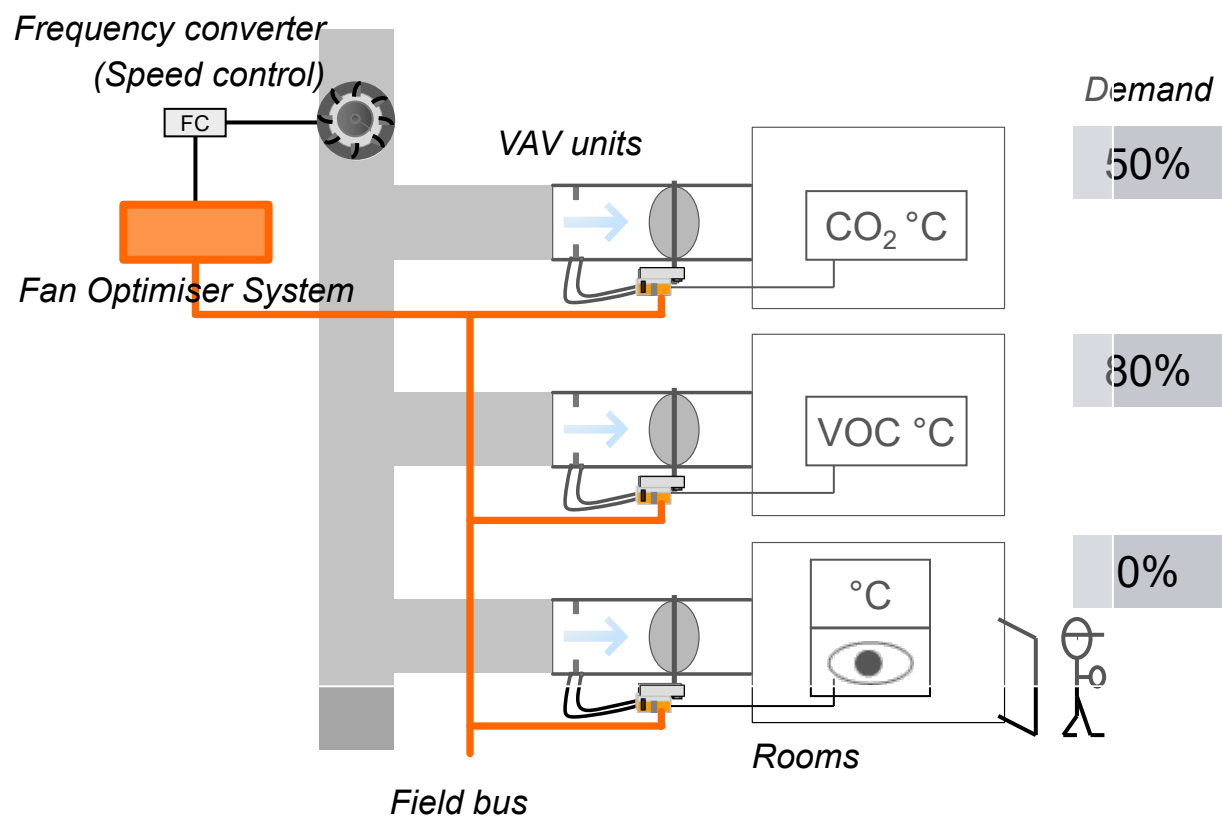 Frequency converter
(Speed control)
FC
Fan Optimiser System
VAV units
Demand
CO₂ °C
50%
VOC °C
80%
°C
0%
Rooms
Field bus